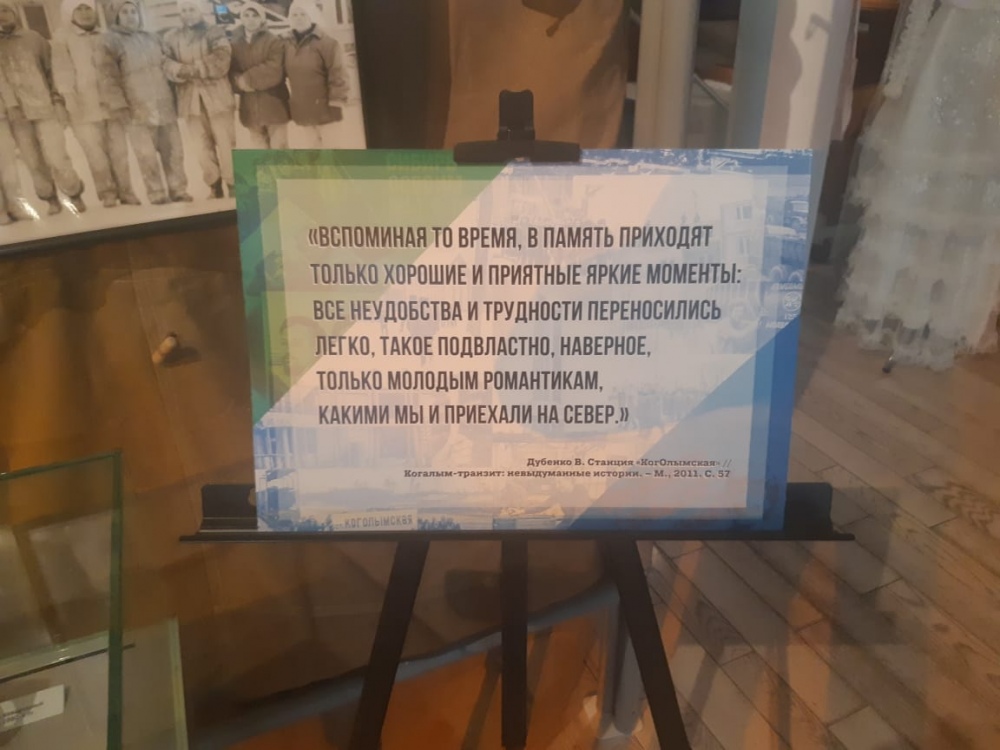 «ВСПОМИНАЯ ТО ВРЕМЯ, В ПАМЯТЬ ПРИХОДЯТ
ТОЛЬКО ХОРОШИЕ И ПРИЯТНЫЕ ЯРКИЕ МОМЕНТЫ:
ВСЕ НЕУДОБСТВА И ТРУДНОСТИ ПЕРЕНОСИЛИСЬ
ЛЕГКО, ТАКОЕ ПОДВЛАСТНО, НАВЕРНОЕ,
ТОЛЬКО МОЛОДЫМ РОМАНТИКАМ,
КАКИМИ МЫ И ПРИЕХАЛИ НА СЕВЕР.»
Дубенко В. Станция «КогОлымская» //
Когалым-транзит: невыдуманные истории. – М., 2011. С. 57
КОГОЛЫМСКАЯ